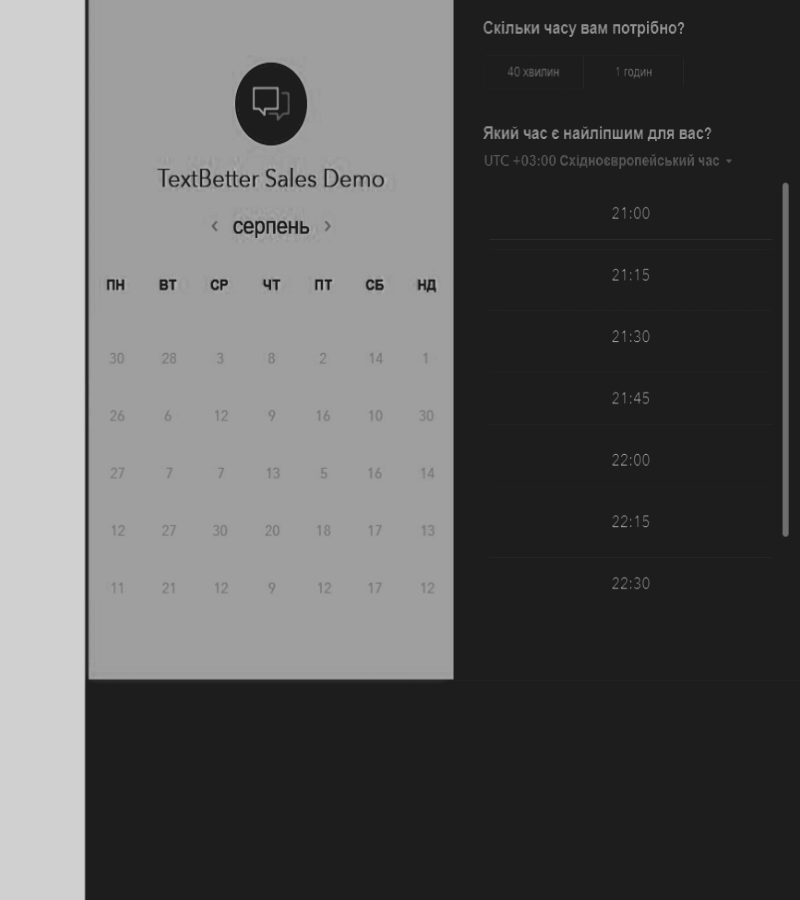 TextBetter Sales Demo
‹ серпень ›
ПН ВТ СР ЧТ ПТ СБ НД
30 28 3 8 2 14 1
26 6 12 9 16 10 30
27 7 7 13 5 16 14
12 27 30 20 18 17 13
11 21 12 9 12 17 12
Скільки часу вам потрібно?
40 хвилин 1 годин
Який час є найліпшим для вас?
UTC +03:00 Східноєвропейський час
21:00
21:15
21:30
21:45
22:00
22:15
22:30